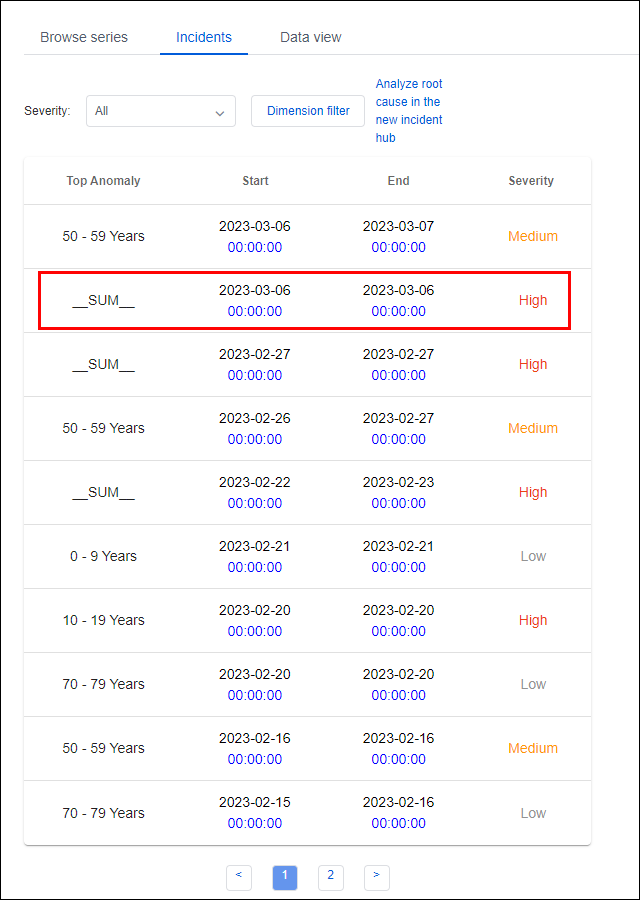 Browse series Incidents Data view
Analyze root
cause in the
new incident
hub
Severity: All Dimension filter
Top Anomaly Start End Severity
50 - 59 Years 2023-03-06 2023-03-07 Medium
00:00:00 00:00:00
__SUM__ 2023-03-06 2023-03-06 High
00:00:00 00:00:00
__SUM__ 2023-02-27 2023-02-27 High
00:00:00 00:00:00
50 - 59 Years 2023-02-26 2023-02-27 Medium
00:00:00 00:00:00
__SUM__ 2023-02-22 2023-02-23 High
00:00:00 00:00:00
0 - 9 Years 2023-02-21 2023-02-21 Low
00:00:00 00:00:00
10 - 19 Years 2023-02-20 2023-02-20 High
00:00:00 00:00:00
70 - 79 Years 2023-02-20 2023-02-20 Low
00:00:00 00:00:00
50 - 59 Years 2023-02-16 2023-02-16 Medium
00:00:00 00:00:00
70 - 79 Years 2023-02-15 2023-02-16 Low
00:00:00 00:00:00
< 1 2 >